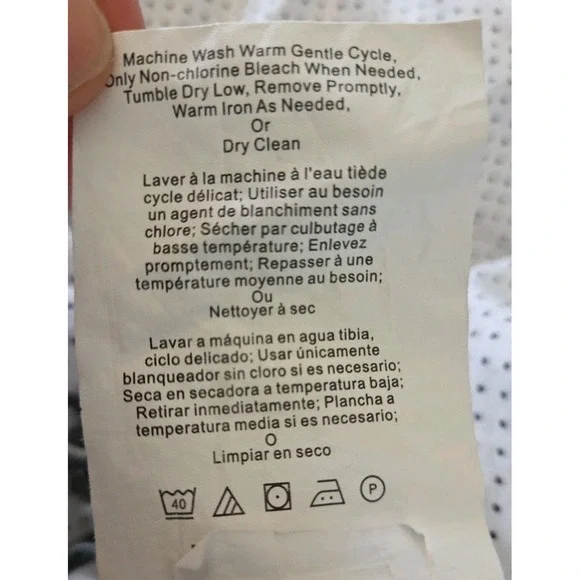 Machine Wash Warm Gentle Cycle,
Only Non-chlorine Bleach When Needed,
Tumble Dry Low, Remove Promptly,
Warm Iron As Needed,
Or
Dry Clean
Laver à la machine à l'eau tiède
cycle délicat; Utiliser au besoin
un agent de blanchiment sans
chlore; Sécher par culbutage à
basse température; Enlevez
promptement; Repasser à une
température moyenne au besoin;
Ou
Nettoyer à sec
Lavar a máquina en agua tibia,
ciclo delicado; Usar únicamente
blanqueador sin cloro si es necesario;
Seca en secadora a temperatura baja;
Retirar inmediatamente; Plancha a
temperatura media si es necesario;
O
Limpiar en seco
40 P